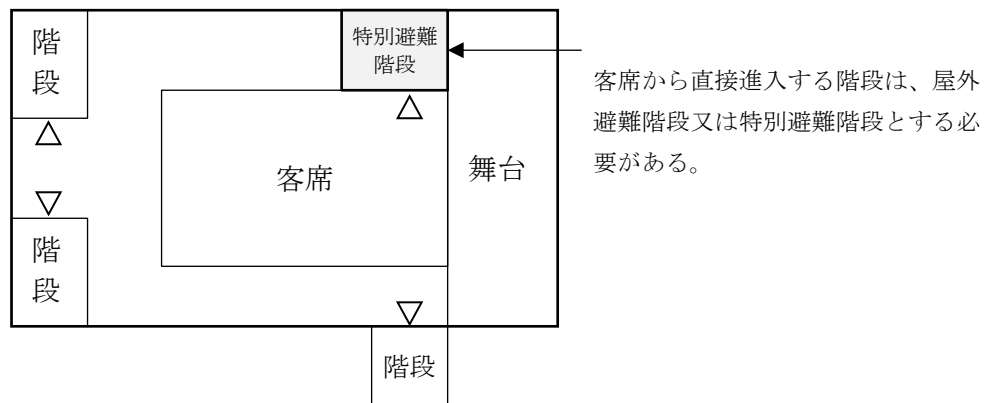 階
段
特別避難
階段
客席から直接進入する階段は、屋外
避難階段又は特別避難階段とする必
要がある。
客席
舞台
階
段
階段